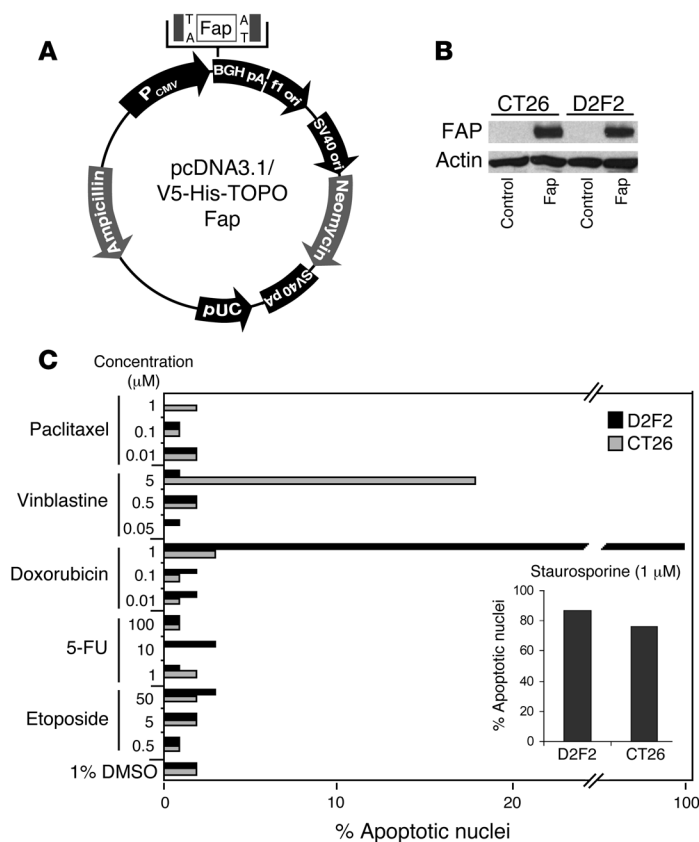 A
T A
Fap
A T
P CMV
BGH pA
f1 ori
SV40 ori
Neomycin
SV40 pA
pUC
Ampicillin
pcDNA3.1/
V5-His-TOPO
Fap
B
CT26 D2F2
FAP
Actin
Control
Fap
Control
Fap
C
Concentration
(µM)
Paclitaxel
1
0.1
0.01
Vinblastine
5
0.5
0.05
Doxorubicin
1
0.1
0.01
5-FU
100
10
1
Etoposide
50
5
0.5
1% DMSO
D2F2
CT26
Staurosporine (1 µM)
% Apoptotic nuclei
100
80
60
40
20
0
D2F2 CT26
0 10 20 100
% Apoptotic nuclei